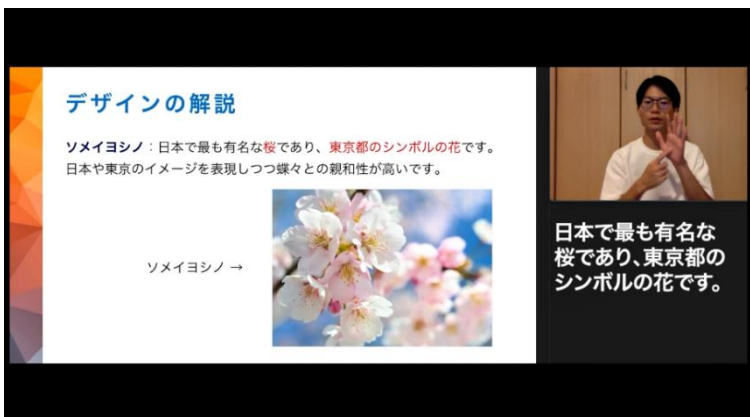 デザインの解説
ソメイヨシノ：日本で最も有名な桜であり、東京都のシンボルの花です。
日本や東京のイメージを表現しつつ蝶々との親和性が高いです。
ソメイヨシノ →
日本で最も有名な
桜であり、東京都の
シンボルの花です。